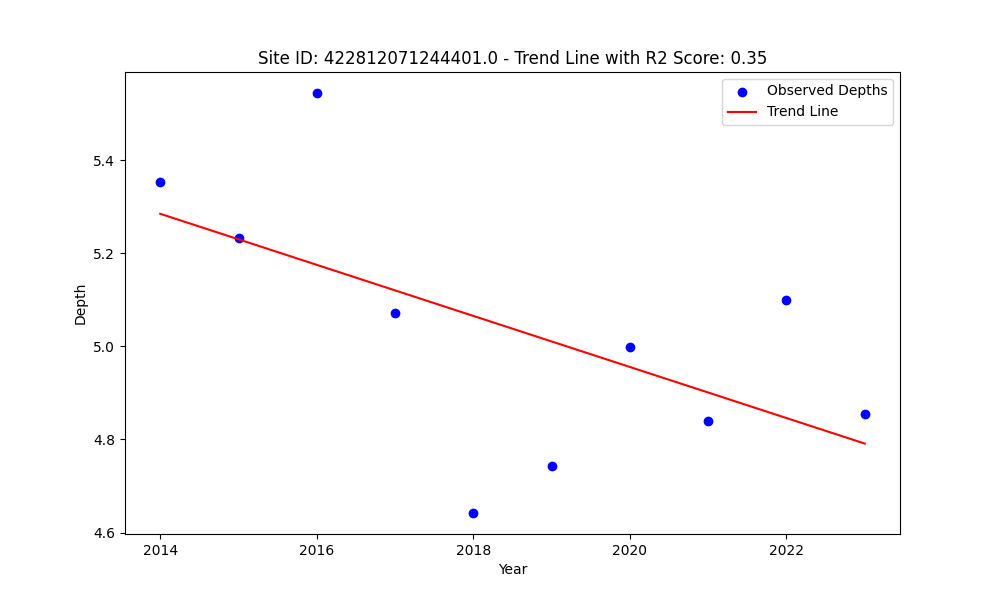 Site ID: 422812071244401.0 - Trend Line with R2 Score: 0.35
Observed Depths
Trend Line
5.4
5.2
5.0
4.8
4.6
Depth
2014
2016
2018
2020
2022
Year